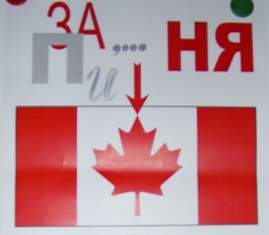 ЗА
П и ,,.... НЯ